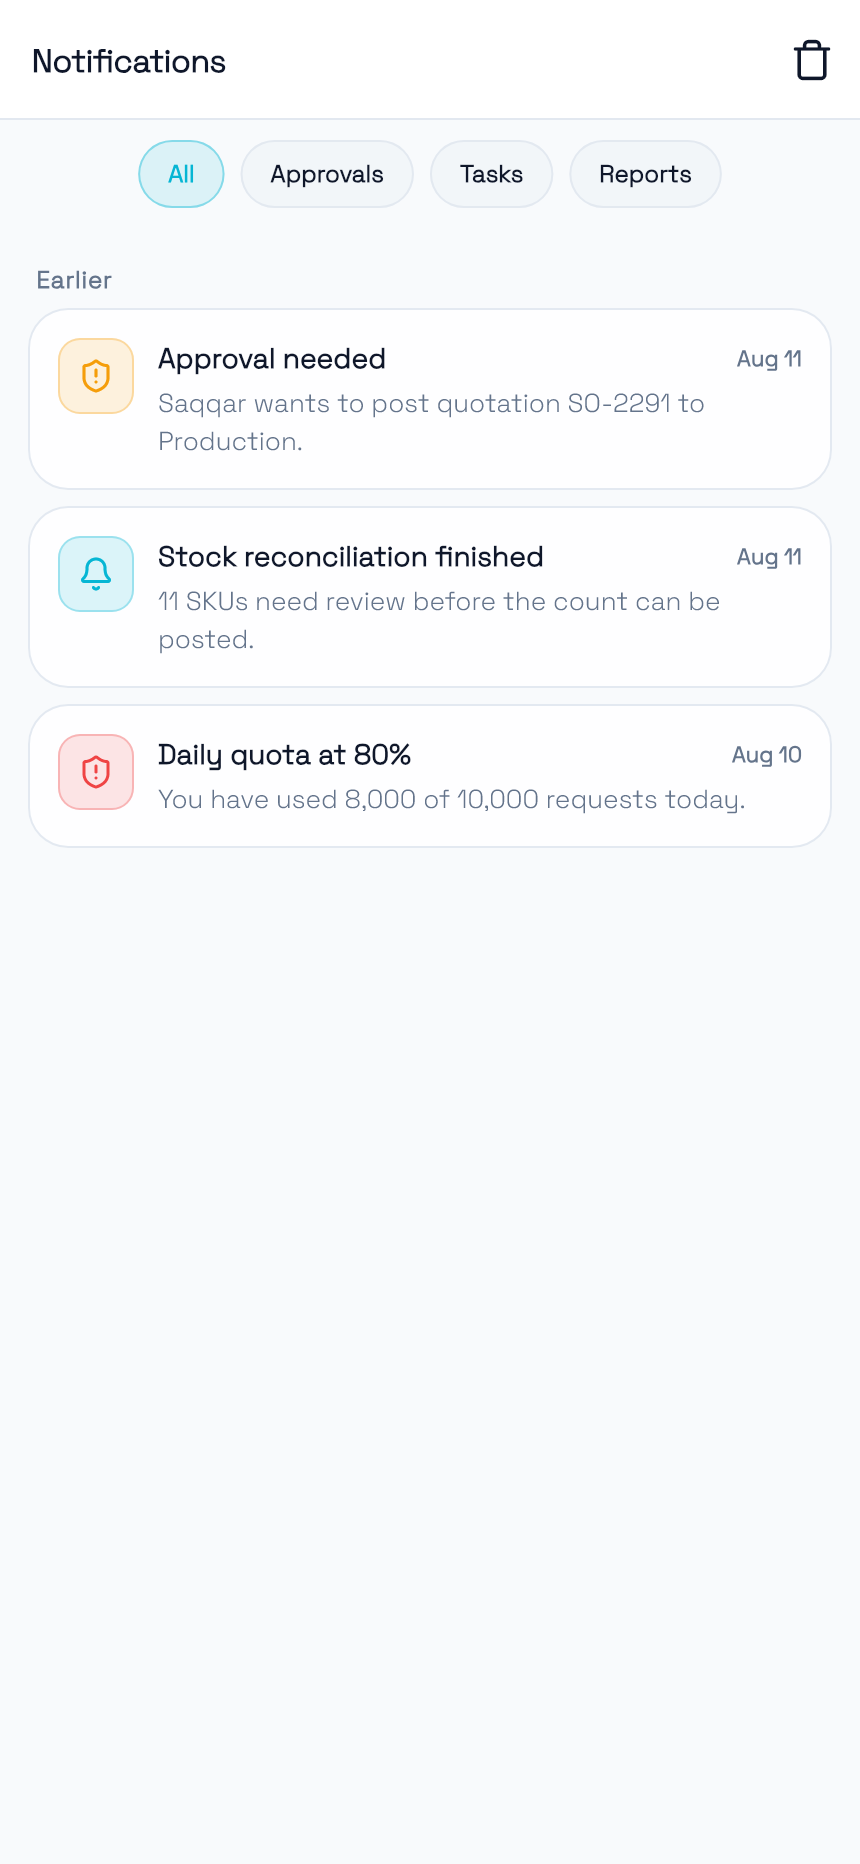 Notifications
All
Approvals
Tasks
Reports
Earlier
Approval needed
Aug 11
Saqqar wants to post quotation SO-2291 to
Production.
Stock reconciliation finished
Aug 11
11 SKUs need review before the count can be
posted.
Daily quota at 80%
Aug 10
You have used 8,000 of 10,000 requests today.